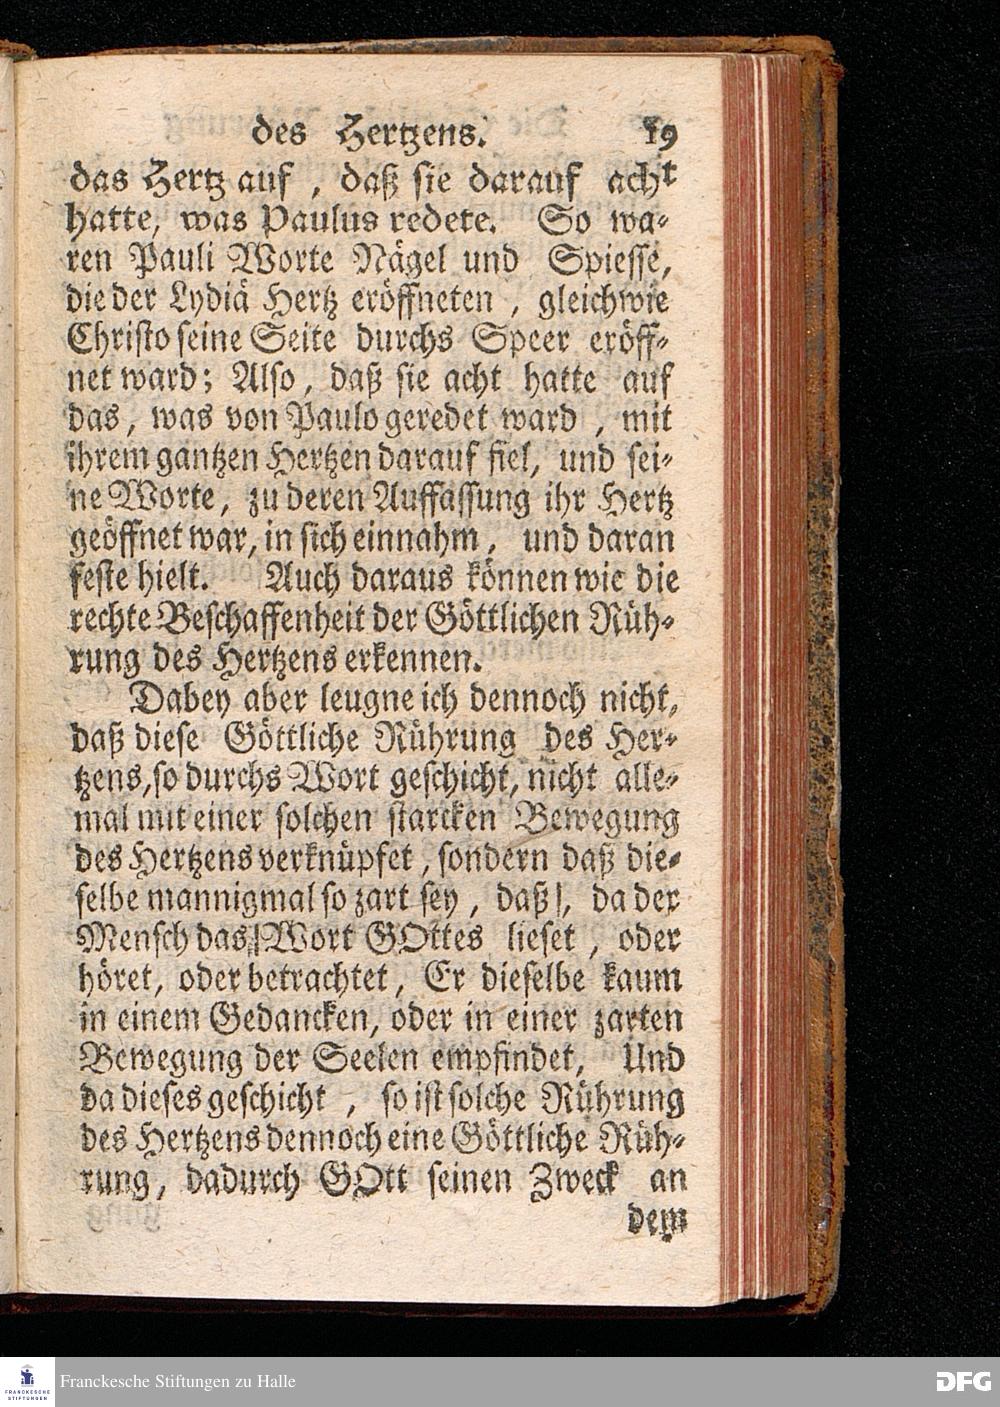 des Hertzens. 19
das Hertz auf, daß sie darauf acht
hatte, was Paulus redete. So wa-
ren Pauli Worte Nägel und Spiesse,
die der Lydiä Hertz eröffneten, gleichwie
Christo seine Seite durchs Speer eröff-
net ward; Also, daß sie acht hatte auf
das, was von Paulo geredet ward, mit
ihrem gantzen Hertzen darauf fiel, und sei-
ne Worte, zu deren Auffassung ihr Hertz
geöffnet war, in sich einnahm, und daran
feste hielt. Auch daraus können wir die
rechte Beschaffenheit der Göttlichen Rüh-
rung des Hertzens erkennen.
Dabey aber leugne ich dennoch nicht,
daß diese Göttliche Rührung des Her-
tzens, so durchs Wort geschicht, nicht alle-
mal mit einer solchen starcken Bewegung
des Hertzens verknüpfet, sondern daß die-
selbe mannigmal so zart sey, daß, da der
Mensch das Wort GOttes lieset, oder
höret, oder betrachtet, Er dieselbe kaum
in einem Gedancken, oder in einer zarten
Bewegung der Seelen empfindet, Und
da dieses geschicht, so ist solche Rührung
des Hertzens dennoch eine Göttliche Rüh-
rung, dadurch GOtt seinen Zweck an
dem
FRANCKESCHE
STIFTUNGEN
Franckesche Stiftungen zu Halle
DFG